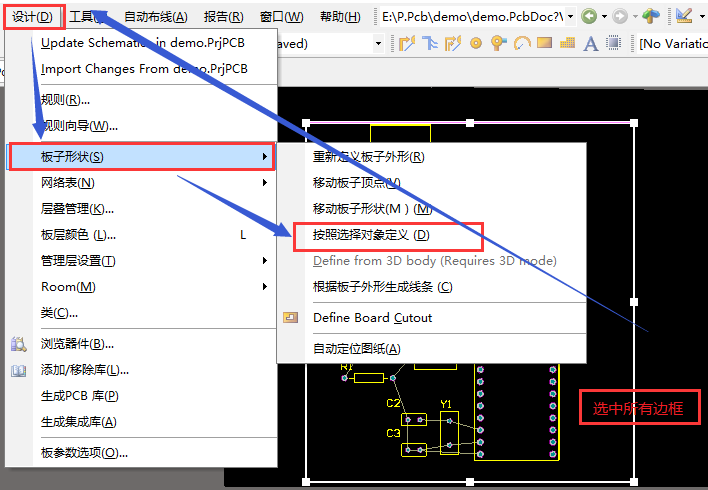 设计(D) 工具 自动布线(A) 报告(R) 窗口(W) 帮助(H) E:\P.Pcb\demo\demo.PcbDoc?\
Update Schematics in demo.PrjPCB
aved) [No Variatio
Import Changes From demo.PrjPCB
规则(R)...
规则向导(W)...
板子形状(S)
网络表(N)
层叠管理(K)...
板层颜色 (L)... L
管理层设置(T)
Room(M)
类(C)...
浏览器件(B)...
添加/移除库(L)...
生成PCB 库(P)
生成集成库(A)
板参数选项(O)...
重新定义板子外形(R)
移动板子顶点(V)
移动板子形状(M ) (M)
按照选择对象定义 (D)
Define from 3D body (Requires 3D mode)
根据板子外形生成线条 (C)
Define Board Cutout
自动定位图纸(A)
R1
C2
Y1
C3
选中所有边框